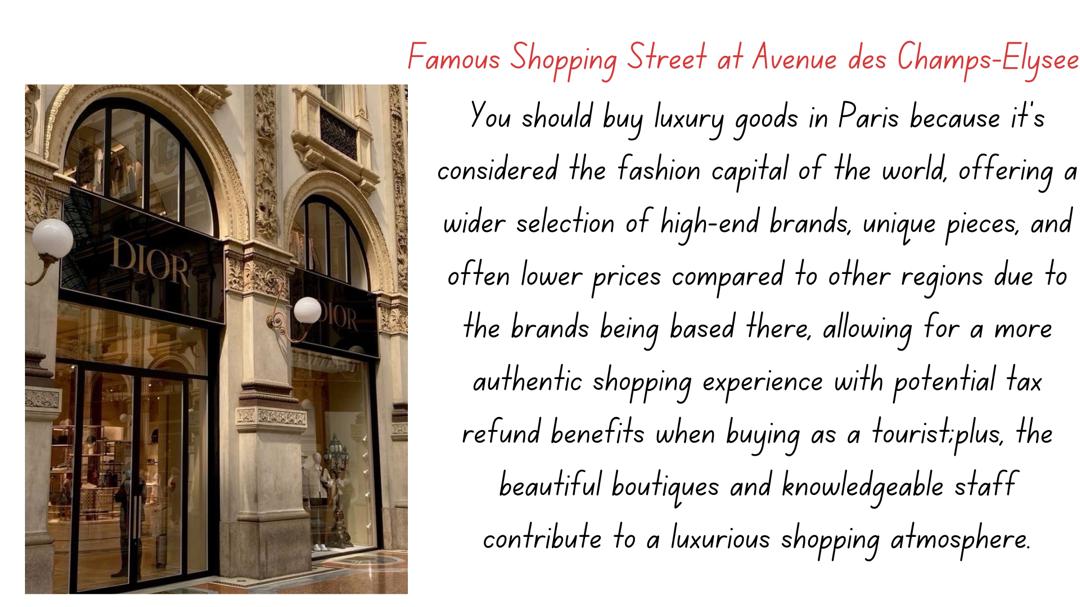 Famous Shopping Street at Avenue des Champs-Elysee
You should buy luxury goods in Paris because it's
considered the fashion capital of the world, offering a
wider selection of high-end brands, unique pieces, and
often lower prices compared to other regions due to
the brands being based there, allowing for a more
authentic shopping experience with potential tax
refund benefits when buying as a tourist;plus, the
beautiful boutiques and knowledgeable staff
contribute to a luxurious shopping atmosphere.
DIOR
DIOR